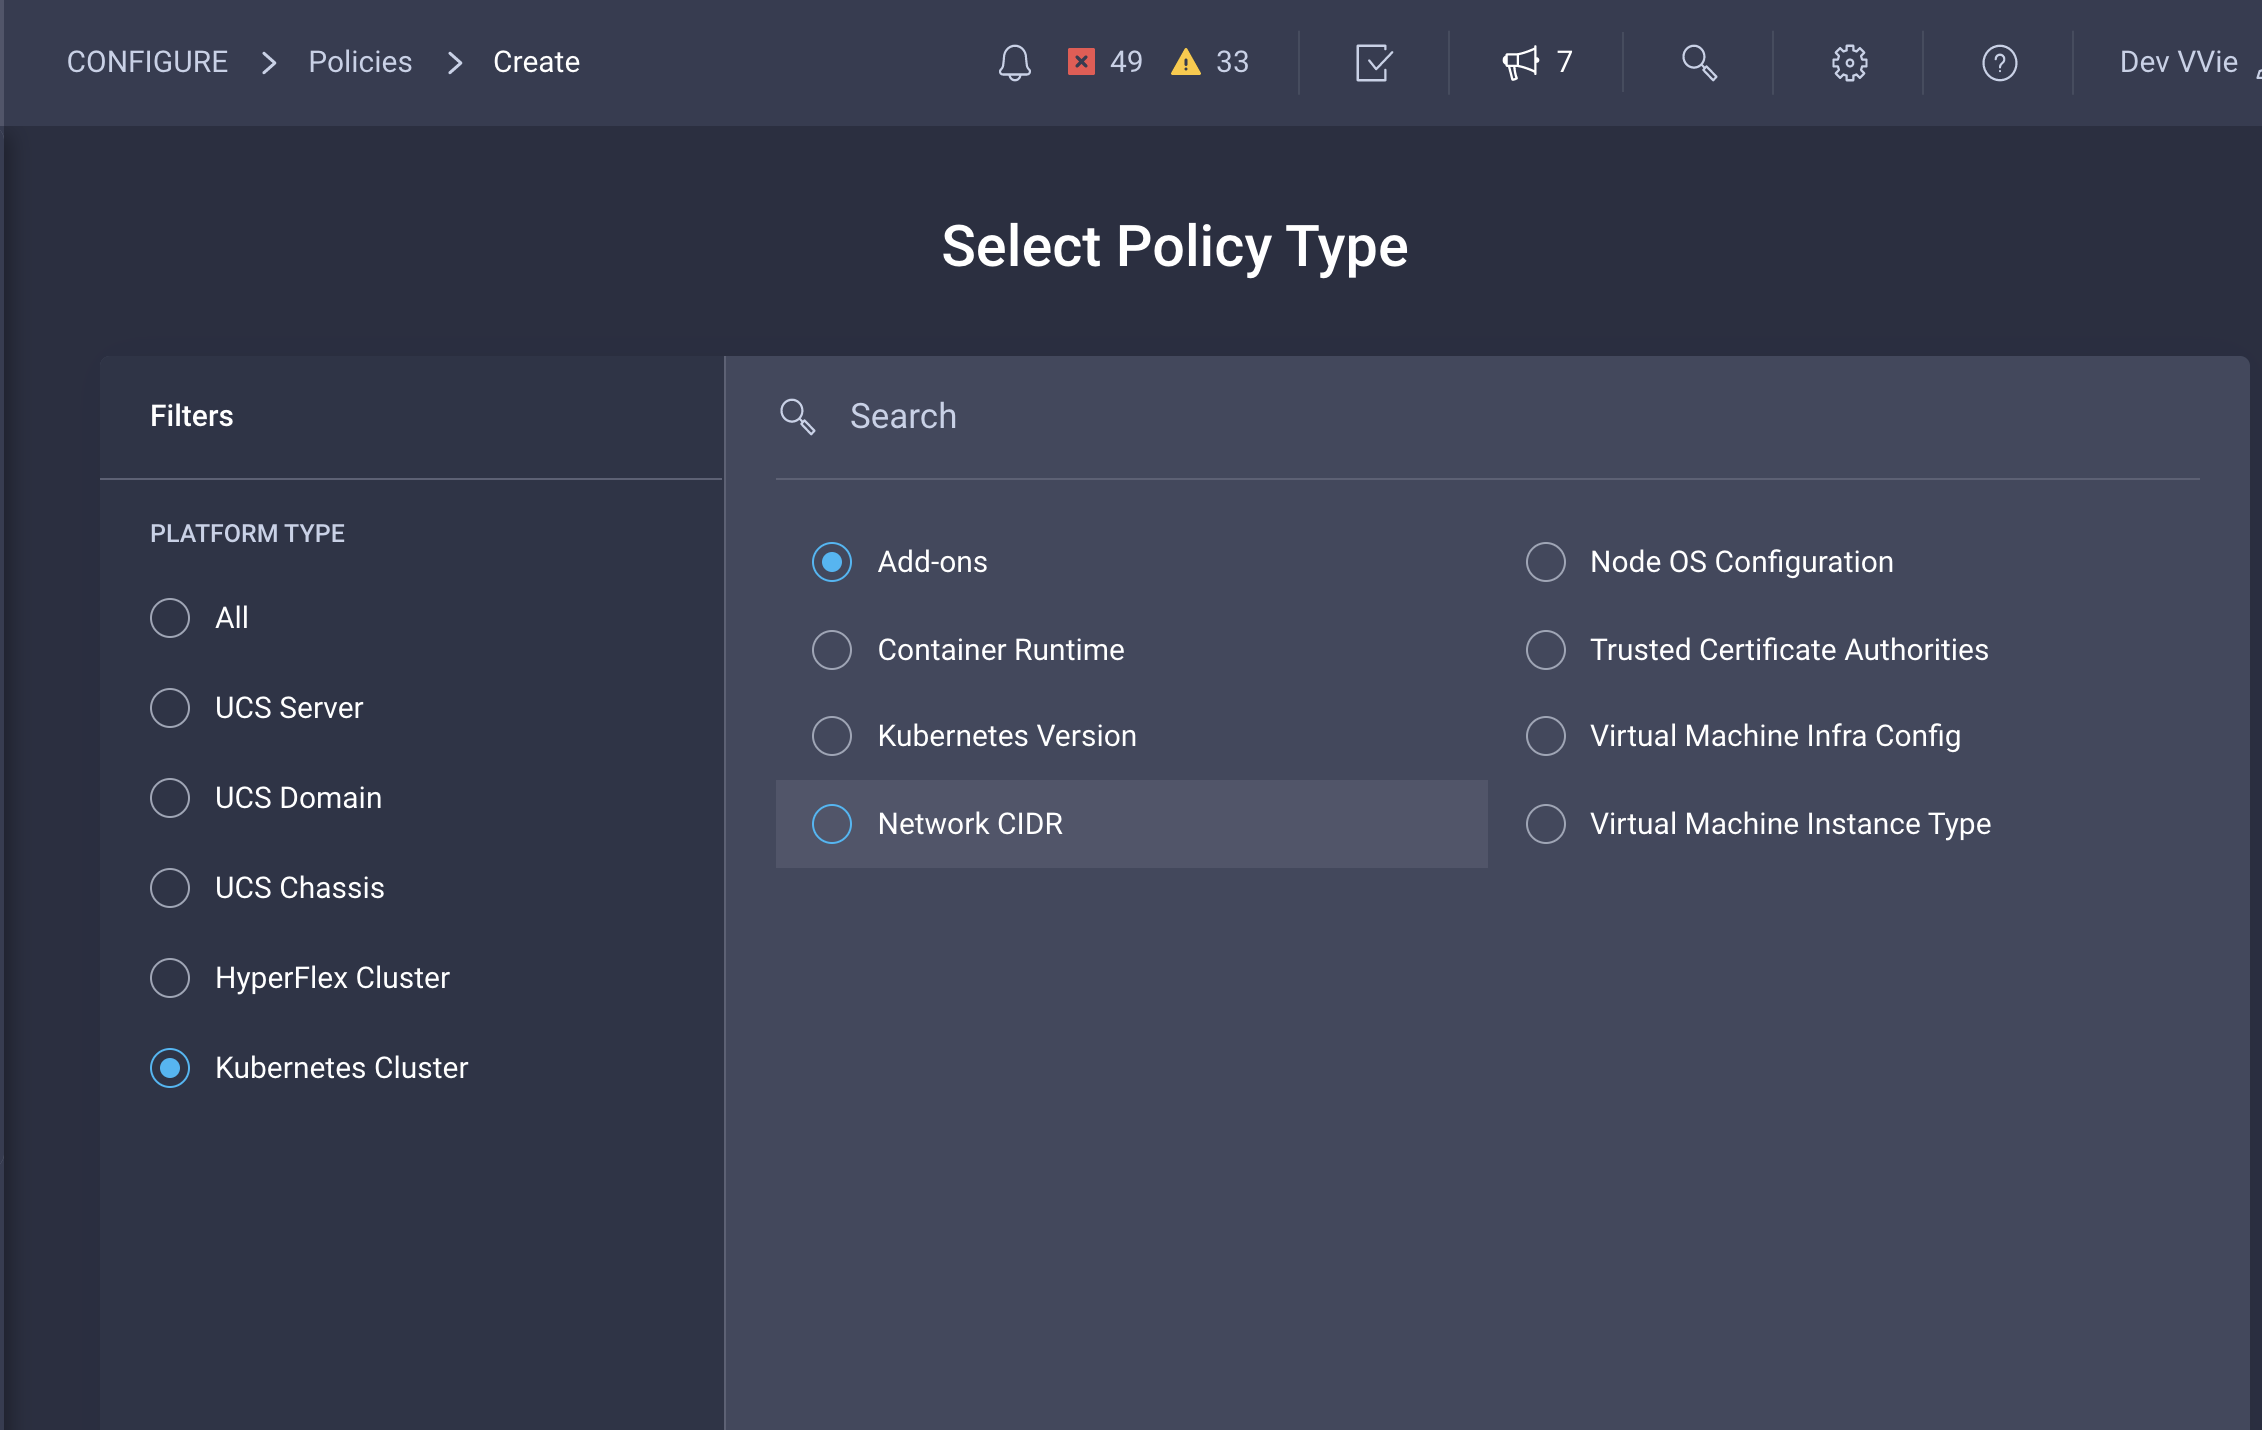 CONFIGURE > Policies > Create
49 33 7 Dev VVie
Select Policy Type
Filters
PLATFORM TYPE
All
UCS Server
UCS Domain
UCS Chassis
HyperFlex Cluster
Kubernetes Cluster
Search
Add-ons
Container Runtime
Kubernetes Version
Network CIDR
Node OS Configuration
Trusted Certificate Authorities
Virtual Machine Infra Config
Virtual Machine Instance Type